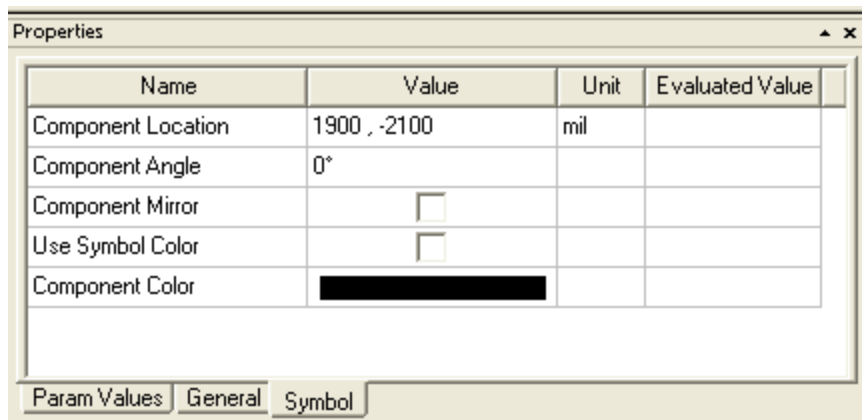 Properties
Name Value Unit Evaluated Value
Component Location 1900 , -2100 mil
Component Angle 0°
Component Mirror
Use Symbol Color
Component Color
Param Values General Symbol